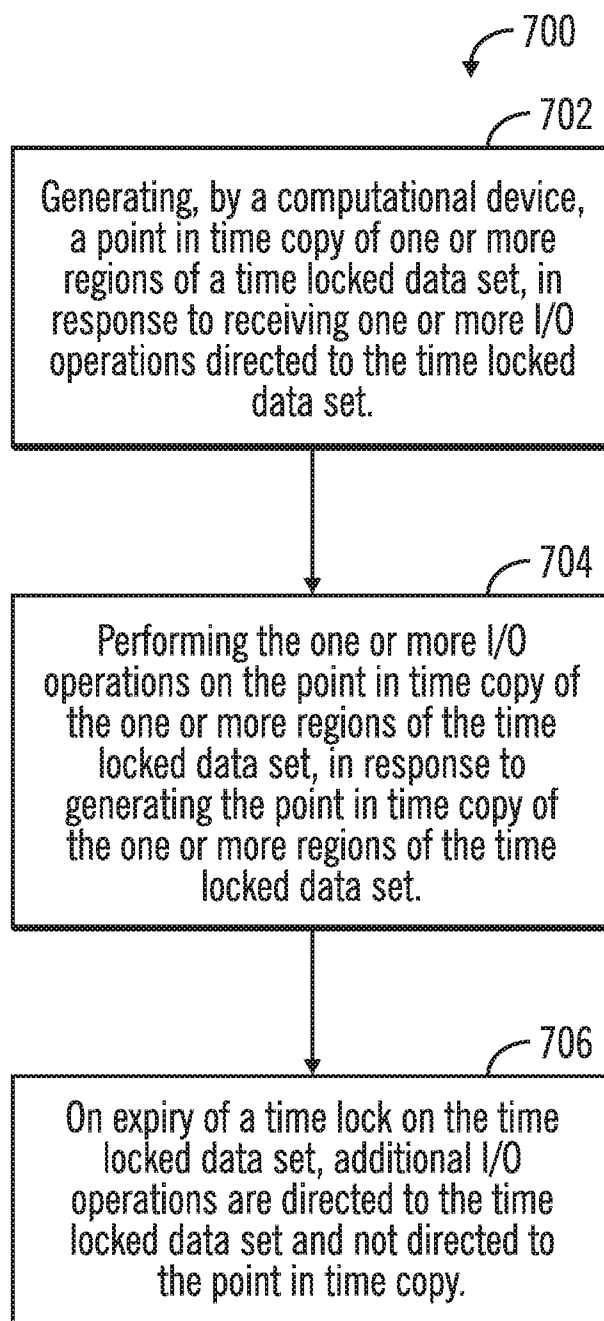 700
702
Generating, by a computational device,
a point in time copy of one or more
regions of a time locked data set, in
response to receiving one or more I/O
operations directed to the time locked
data set.
704
Performing the one or more I/O
operations on the point in time copy of
the one or more regions of the time
locked data set, in response to
generating the point in time copy of
the one or more regions of the time
locked data set.
706
On expiry of a time lock on the time
locked data set, additional I/O
operations are directed to the time
locked data set and not directed to
the point in time copy.